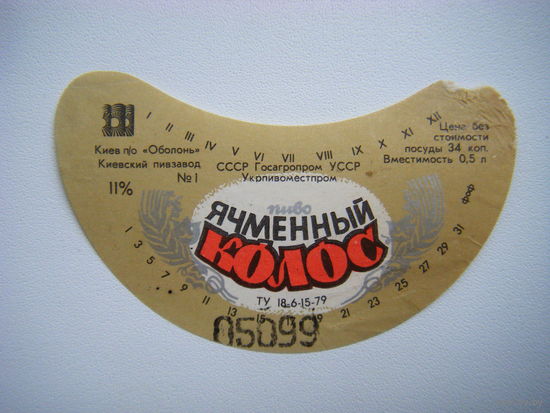 I II III IV V VI VII VIII IX X XI XII
Киев п/о «Оболонь»
Киевский пивзавод
№1
11%
СССР Госагропром УССР
Укрпивоместпром
Цена без
стоимости
посуды 34 коп.
Вместимость 0,5 л
пиво
ЯЧМЕННЫЙ
КОЛОС
ТУ 18-6-15-79
1 3 5 7 9 11 13 15 19 21 23 25 27 29 31
фоф
05099